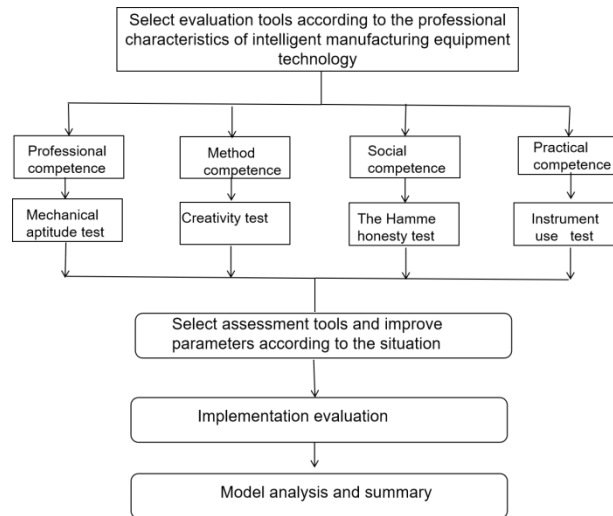 Select evaluation tools according to the professional
characteristics of intelligent manufacturing equipment
technology
Professional
competence
Method
competence
Social
competence
Practical
competence
Mechanical
aptitude test
Creativity test
The Hamme
honesty test
Instrument
use test
Select assessment tools and improve
parameters according to the situation
Implementation evaluation
Model analysis and summary